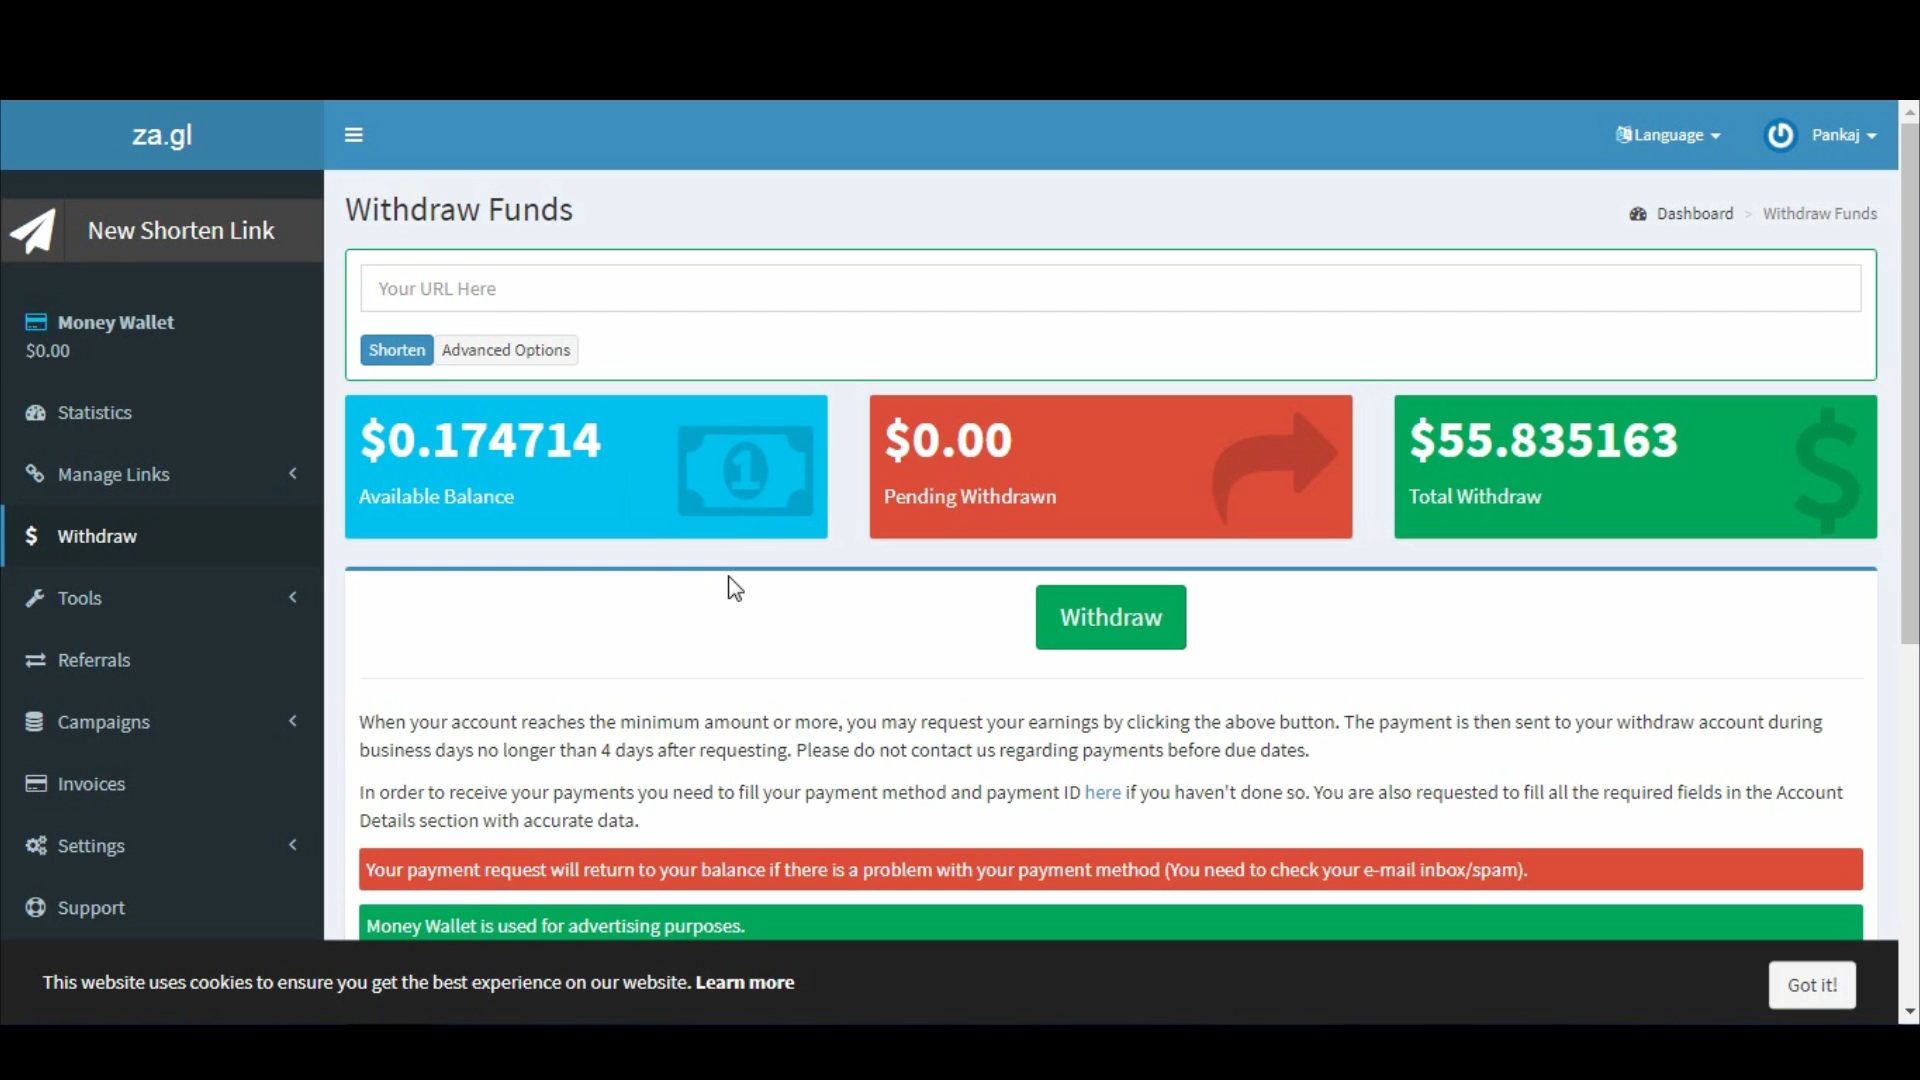 za.gl
Language
Pankaj
New Shorten Link
Withdraw Funds
Dashboard > Withdraw Funds
Your URL Here
Shorten
Advanced Options
Money Wallet
$0.00
Statistics
Manage Links
Withdraw
Tools
Referrals
Campaigns
Invoices
Settings
Support
$0.174714
Available Balance
$0.00
Pending Withdrawn
$55.835163
Total Withdraw
Withdraw
When your account reaches the minimum amount or more, you may request your earnings by clicking the above button. The payment is then sent to your withdraw account during
business days no longer than 4 days after requesting. Please do not contact us regarding payments before due dates.
In order to receive your payments you need to fill your payment method and payment ID here if you haven't done so. You are also requested to fill all the required fields in the Account
Details section with accurate data.
Your payment request will return to your balance if there is a problem with your payment method (You need to check your e-mail inbox/spam).
Money Wallet is used for advertising purposes.
This website uses cookies to ensure you get the best experience on our website. Learn more
Got it!